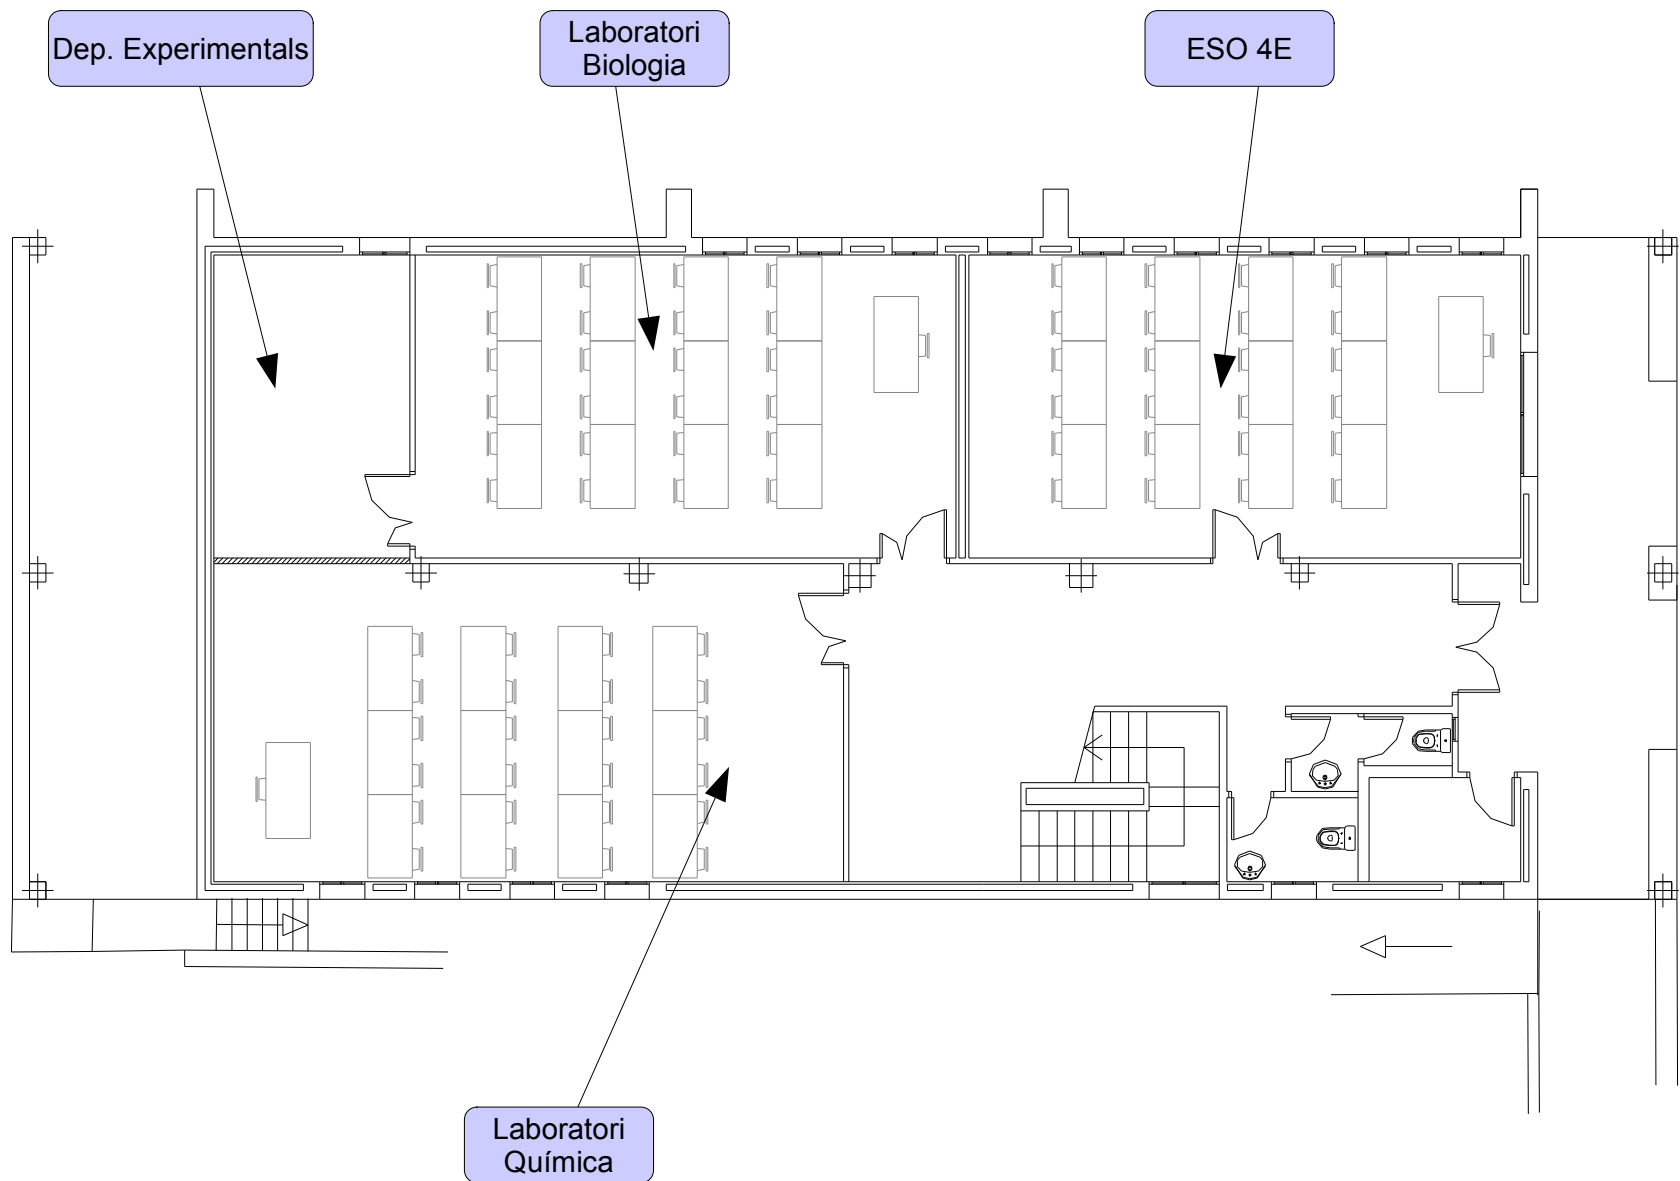 Dep. Experimentals
Laboratori
Biologia
ESO 4E
Laboratori
Química